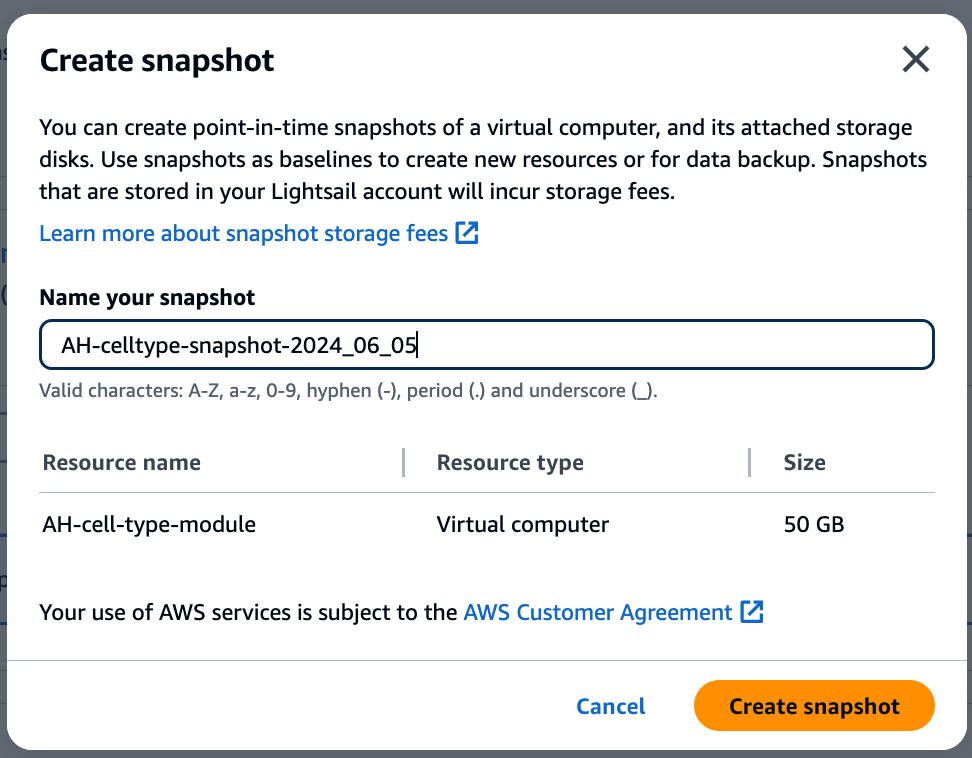 Create snapshot
You can create point-in-time snapshots of a virtual computer, and its attached storage
disks. Use snapshots as baselines to create new resources or for data backup. Snapshots
that are stored in your Lightsail account will incur storage fees.
Learn more about snapshot storage fees
Name your snapshot
AH-celltype-snapshot-2024_06_05
Valid characters: A-Z, a-z, 0-9, hyphen (-), period (.) and underscore (_).
Resource name Resource type Size
AH-cell-type-module Virtual computer 50 GB
Your use of AWS services is subject to the AWS Customer Agreement
Cancel Create snapshot